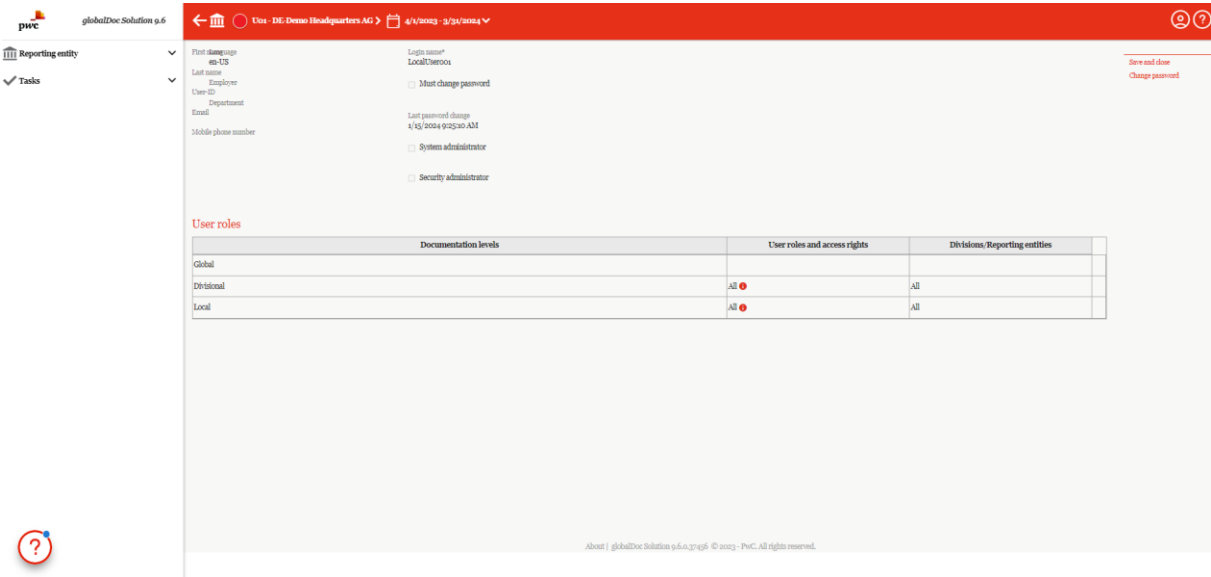 pwc
globalDoc Solution 9.6
U01 - DE-Demo Headquarters AG
4/1/2023 - 3/31/2024
Reporting entity
Tasks
First name
Language
en-US
Last name
Employer
User-ID
Department
Email
Mobile phone number
Login name*
LocalUser001
Must change password
Last password change
1/15/2024 9:25:10 AM
System administrator
Security administrator
Save and close
Change password
User roles
Documentation levels User roles and access rights Divisions/Reporting entities
Global
Divisional All All
Local All All
About | globalDoc Solution 9.6.0.37456 © 2023 - PwC. All rights reserved.